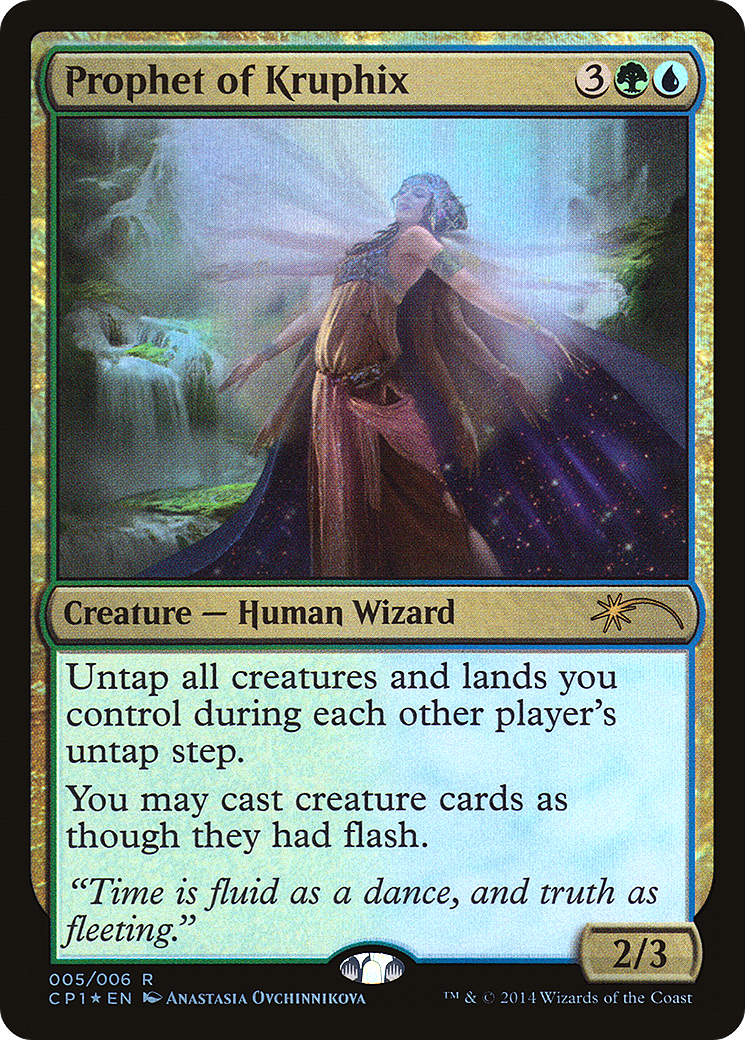 Prophet of Kruphix 3
Creature — Human Wizard
Untap all creatures and lands you
control during each other player's
untap step.
You may cast creature cards as
though they had flash.
“Time is fluid as a dance, and truth as
fleeting.”
2/3
005/006 R
CP1★EN Anastasia Ovchinnikova
™ & © 2014 Wizards of the Coast